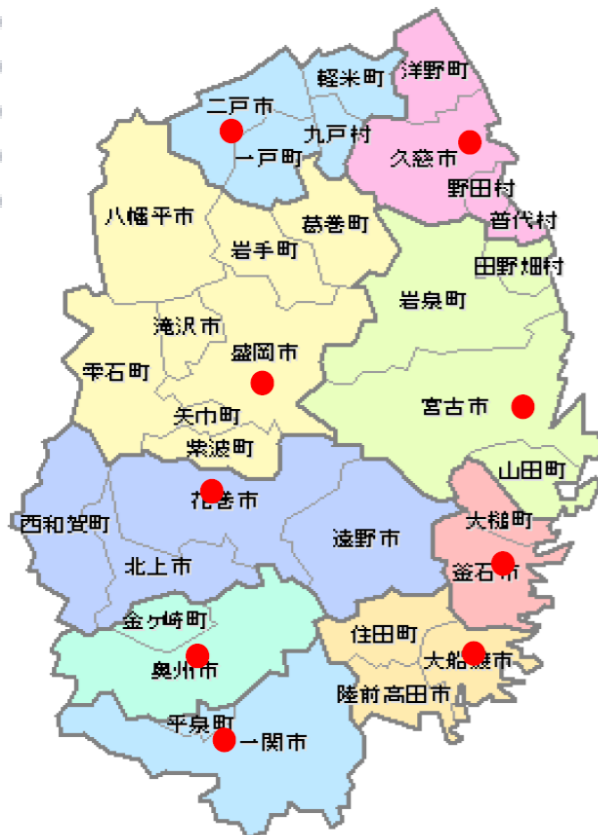 洋野町
軽米町
二戸市
九戸村
一戸町
久慈市
野田村
普代村
八幡平市
葛巻町
岩手町
田野畑村
岩泉町
滝沢市
盛岡市
雫石町
宮古市
矢巾町
紫波町
山田町
花巻市
大槌町
西和賀町
遠野市
北上市
釜石市
金ヶ崎町
住田町
奥州市
大船渡市
陸前高田市
平泉町
一関市